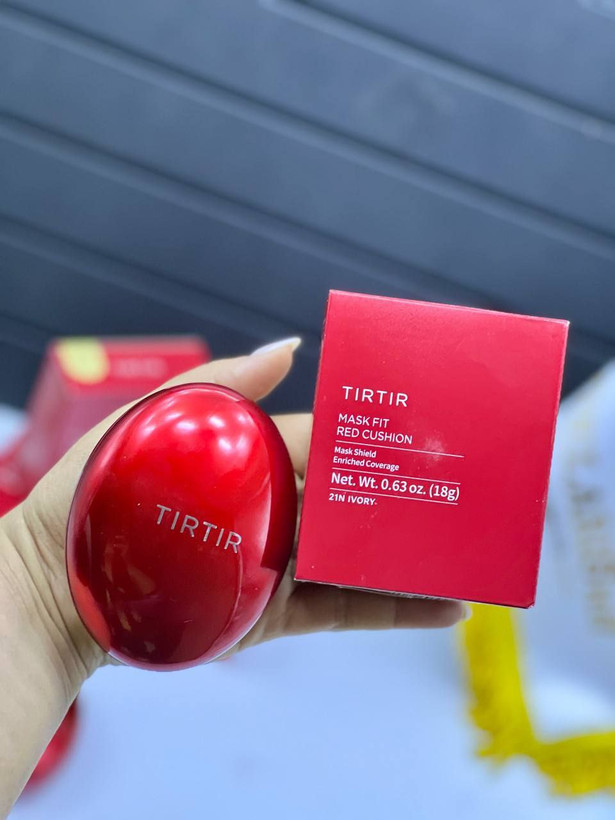 TIRTIR
TIRTIR
MASK FIT
RED CUSHION
Mask Shield
Enriched Coverage
Net. Wt. 0.63 oz. (18g)
21N IVORY